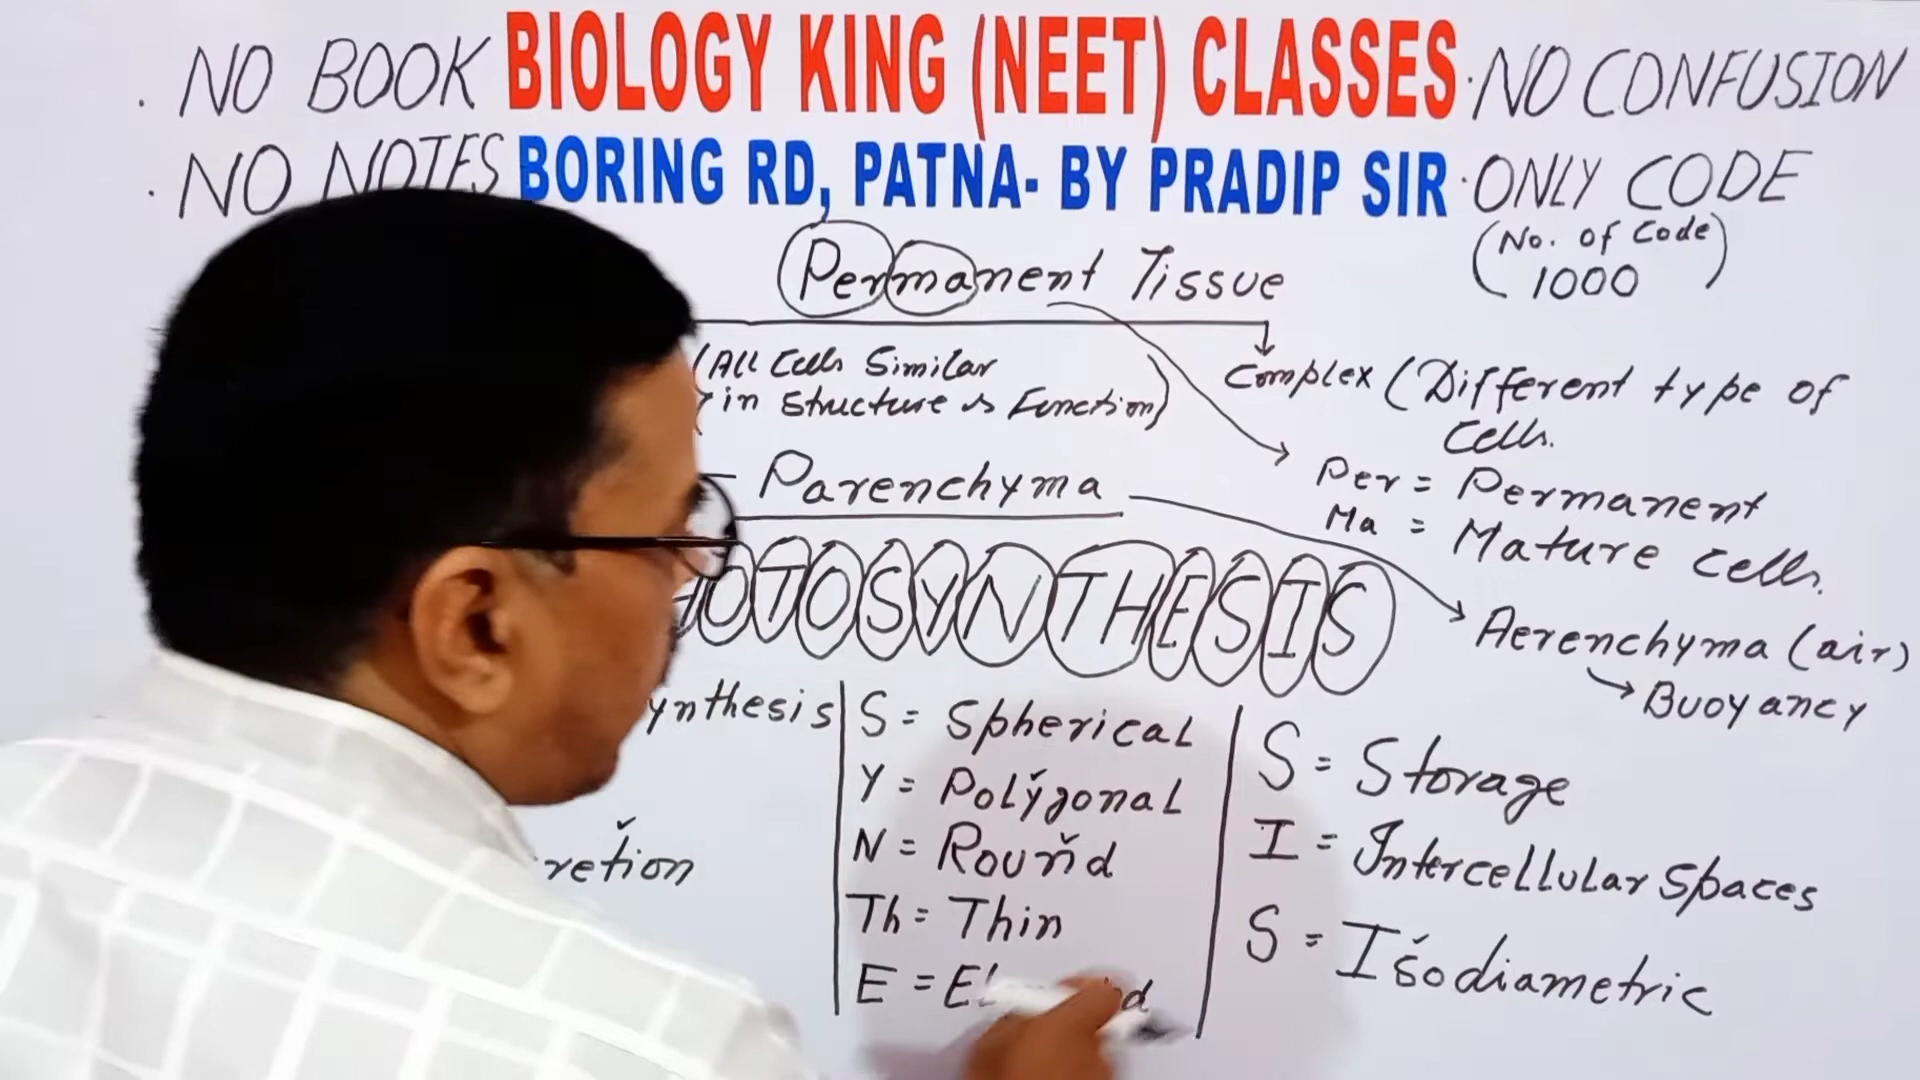 . NO BOOK BIOLOGY KING (NEET) CLASSES . NO CONFUSION
. NO NOTES BORING RD, PATNA- BY PRADIP SIR . ONLY CODE
(No. of Code)
1000
Permanent Tissue
(All Cells Similar
in Structure & Function)
Complex (Different type of
Cells.
Per = Permanent
Ma = Mature Cells.
– Parenchyma
OTOSYNTHESIS
Aerenchyma (air)
→ Buoyancy
ynthesis
retion
S = Spherical
Y = Polygonal
N = Round
Th = Thin
E =
S = Storage
I = Intercellular Spaces
S = Isodiametric